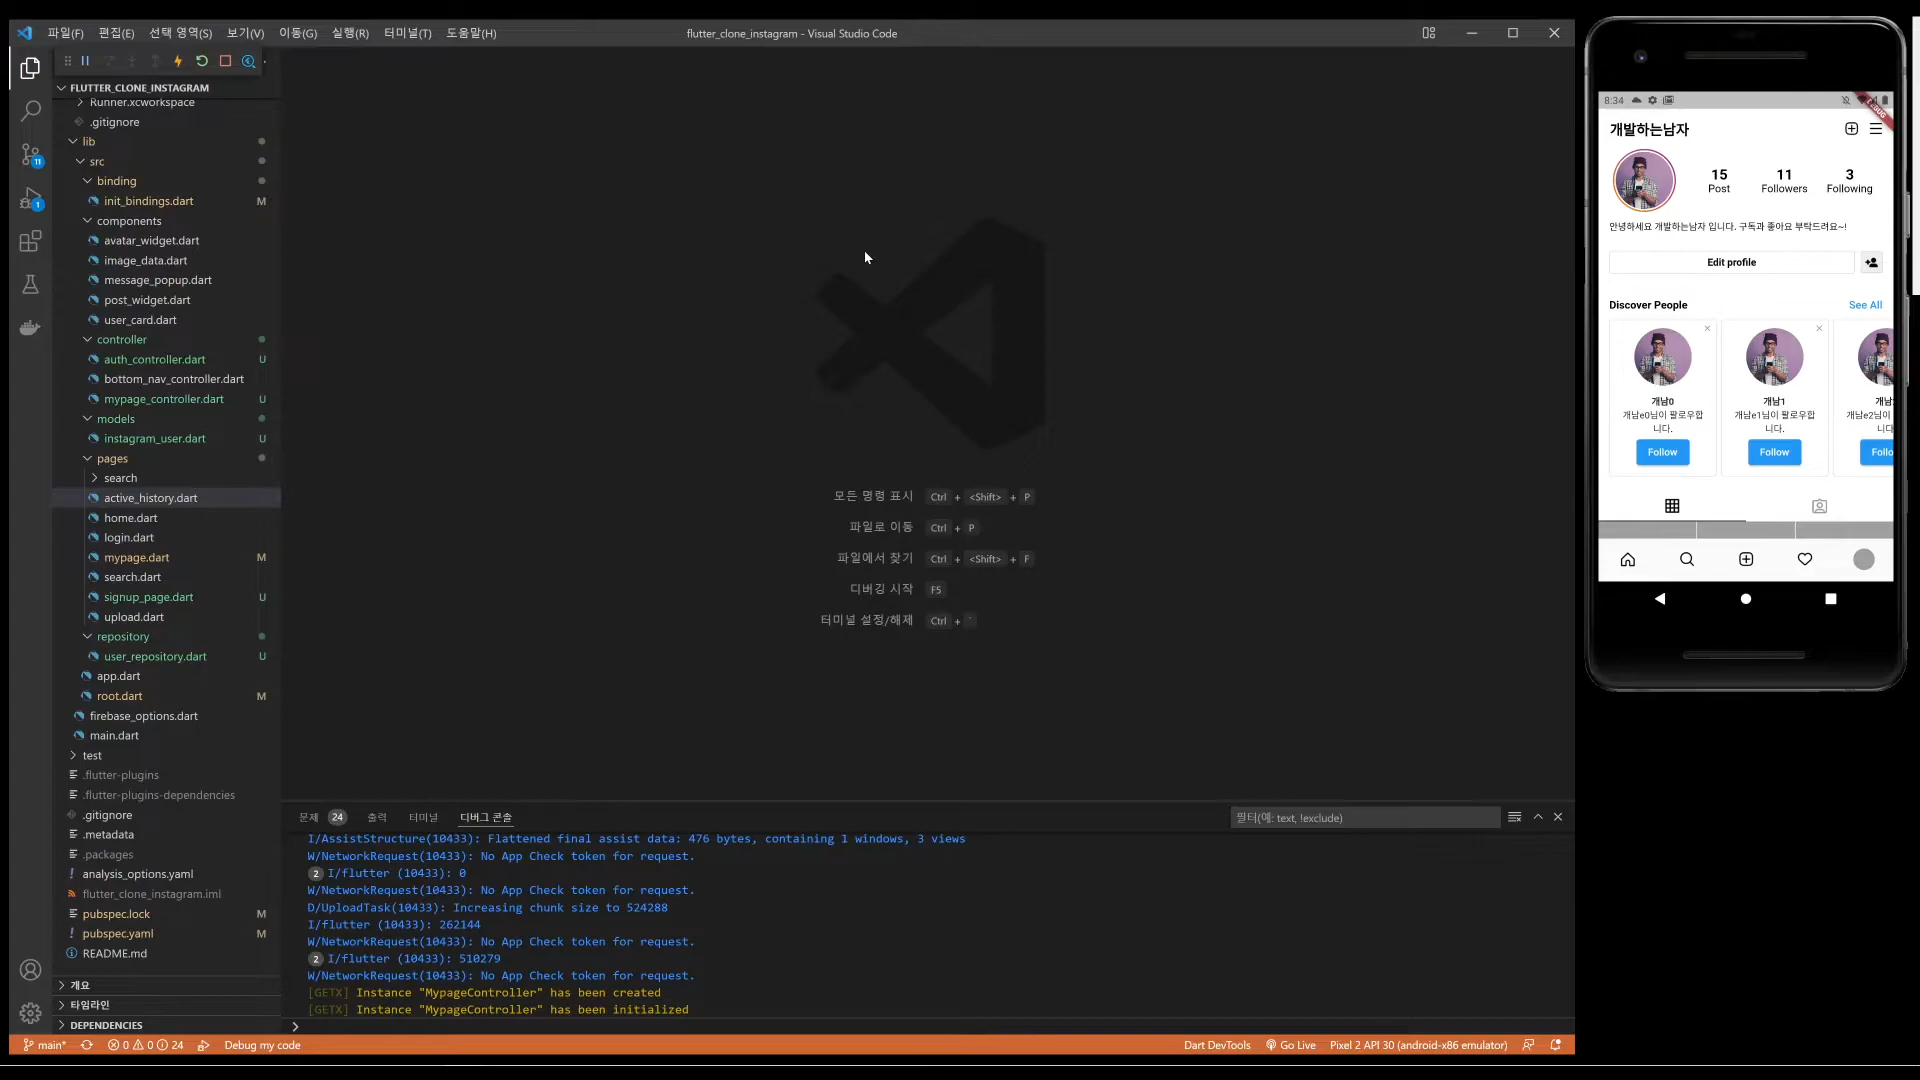 파일(F) 편집(E) 선택 영역(S) 보기(V) 이동(G) 실행(R) 터미널(T) 도움말(H)
flutter_clone_instagram - Visual Studio Code
FLUTTER_CLONE_INSTAGRAM
Runner.xcworkspace
.gitignore
lib
src
binding
init_bindings.dart M
components
avatar_widget.dart
image_data.dart
message_popup.dart
post_widget.dart
user_card.dart
controller
auth_controller.dart U
bottom_nav_controller.dart
mypage_controller.dart U
models
instagram_user.dart U
pages
search
active_history.dart
home.dart
login.dart
mypage.dart M
search.dart
signup_page.dart U
upload.dart
repository
user_repository.dart U
app.dart
root.dart M
firebase_options.dart
main.dart
test
.flutter-plugins
.flutter-plugins-dependencies
.gitignore
.metadata
.packages
! analysis_options.yaml
flutter_clone_instagram.iml
pubspec.lock M
! pubspec.yaml M
README.md
개요
타임라인
DEPENDENCIES
11
1
모든 명령 표시 Ctrl + <Shift> + P
파일로 이동 Ctrl + P
파일에서 찾기 Ctrl + <Shift> + F
디버깅 시작 F5
터미널 설정/해제 Ctrl + `
문제 24 출력 터미널 디버그 콘솔
필터(예: text, !exclude)
I/AssistStructure(10433): Flattened final assist data: 476 bytes, containing 1 windows, 3 views
W/NetworkRequest(10433): No App Check token for request.
2 I/flutter (10433): 0
W/NetworkRequest(10433): No App Check token for request.
D/UploadTask(10433): Increasing chunk size to 524288
I/flutter (10433): 262144
W/NetworkRequest(10433): No App Check token for request.
2 I/flutter (10433): 510279
W/NetworkRequest(10433): No App Check token for request.
[GETX] Instance "MypageController" has been created
[GETX] Instance "MypageController" has been initialized
main* 0 0 24 Debug my code
Dart DevTools Go Live Pixel 2 API 30 (android-x86 emulator)
8:34
개발하는남자
15 11 3
Post Followers Following
안녕하세요 개발하는남자 입니다. 구독과 좋아요 부탁드려요~!
Edit profile
Discover People See All
개남0 개남1
개남e0님이 팔로우합니다. 개남e1님이 팔로우합니다. 개남e2님이
Follow Follow Follo